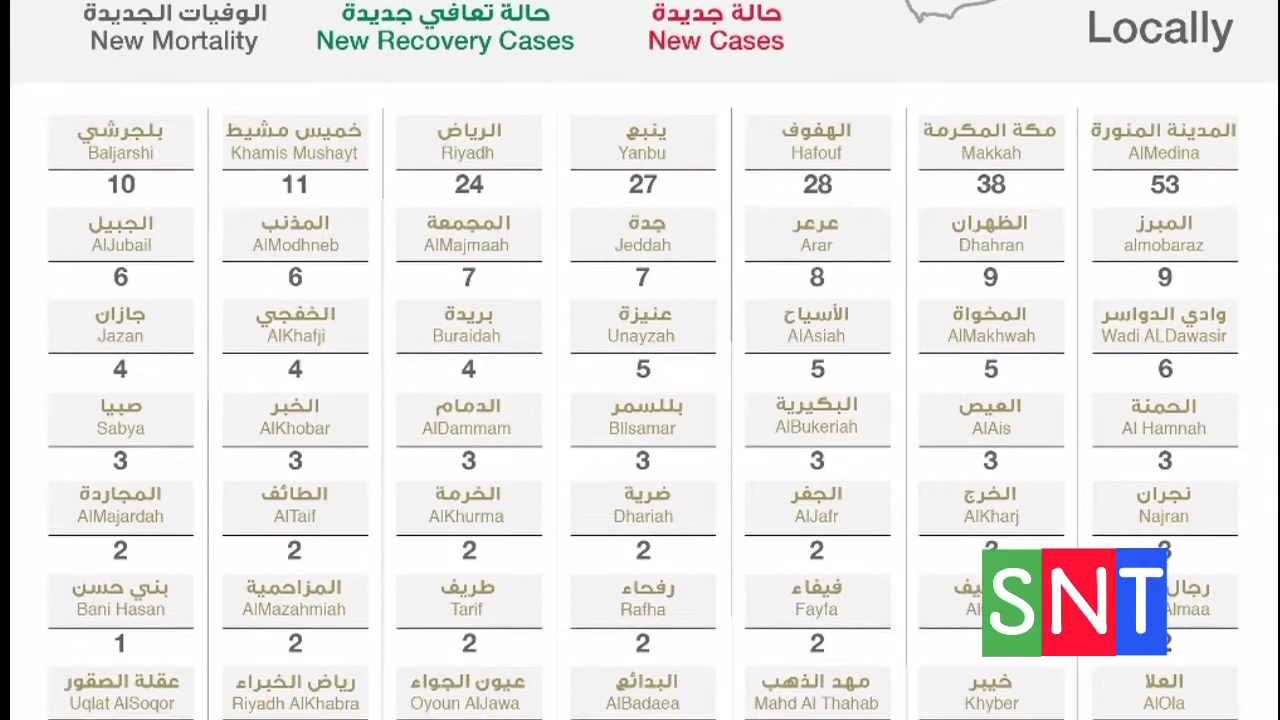 الوفيات الجديدة
New Mortality
حالة تعافي جديدة
New Recovery Cases
حالة جديدة
New Cases
Locally
بلجرشي
Baljarshi
10
خميس مشيط
Khamis Mushayt
11
الرياض
Riyadh
24
ينبع
Yanbu
27
الهفوف
Hafouf
28
مكة المكرمة
Makkah
38
المدينة المنورة
AlMedina
53
الجبيل
AlJubail
6
المذنب
AlModhneb
6
المجمعة
AlMajmaah
7
جدة
Jeddah
7
عرعر
Arar
8
الظهران
Dhahran
9
المبرز
almobaraz
9
جازان
Jazan
4
الخفجي
AlKhafji
4
بريدة
Buraidah
4
عنيزة
Unayzah
5
الأسياح
AlAsiah
5
المخواة
AlMakhwah
5
وادي الدواسر
Wadi ALDawasir
6
صبيا
Sabya
3
الخبر
AlKhobar
3
الدمام
AlDammam
3
بللسمر
Bllsamar
3
البكيرية
AlBukeriah
3
العيص
AlAis
3
الحمنة
Al Hamnah
3
المجاردة
AlMajardah
2
الطائف
AlTaif
2
الخرمة
AlKhurma
2
ضرية
Dhariah
2
الجفر
AlJafr
2
الخرج
AlKharj
نجران
Najran
بني حسن
Bani Hasan
1
المزاحمية
AlMazahmiah
2
طريف
Tarif
2
رفحاء
Rafha
2
فيفاء
Fayfa
2
رجال
Almaa
SNT
عقلة الصقور
Uqlat AlSoqor
رياض الخبراء
Riyadh AlKhabra
عيون الجواء
Oyoun AlJawa
البدائع
AlBadaea
مهد الذهب
Mahd Al Thahab
خيبر
Khyber
العلا
AlOla